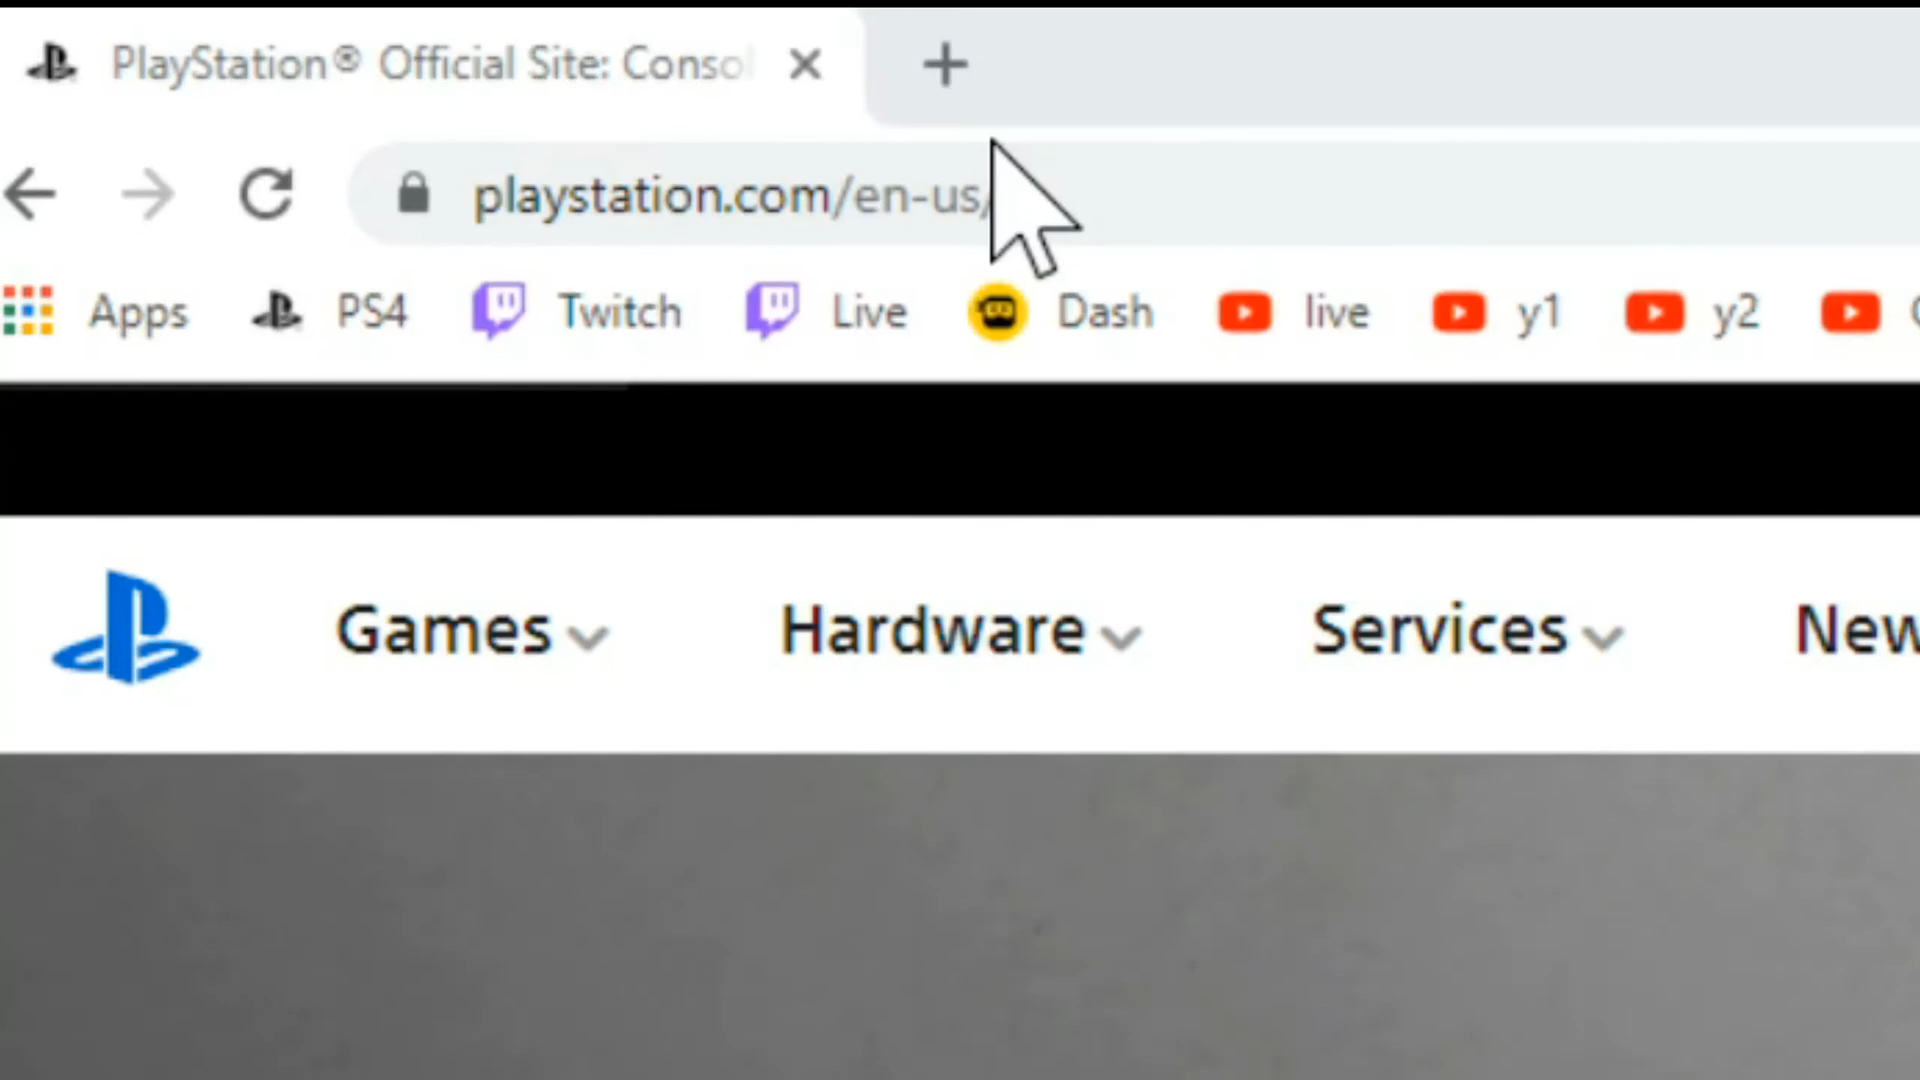 PlayStation® Official Site: Consol
playstation.com/en-us/
Apps PS4 Twitch Live Dash live y1 y2
Games Hardware Services New